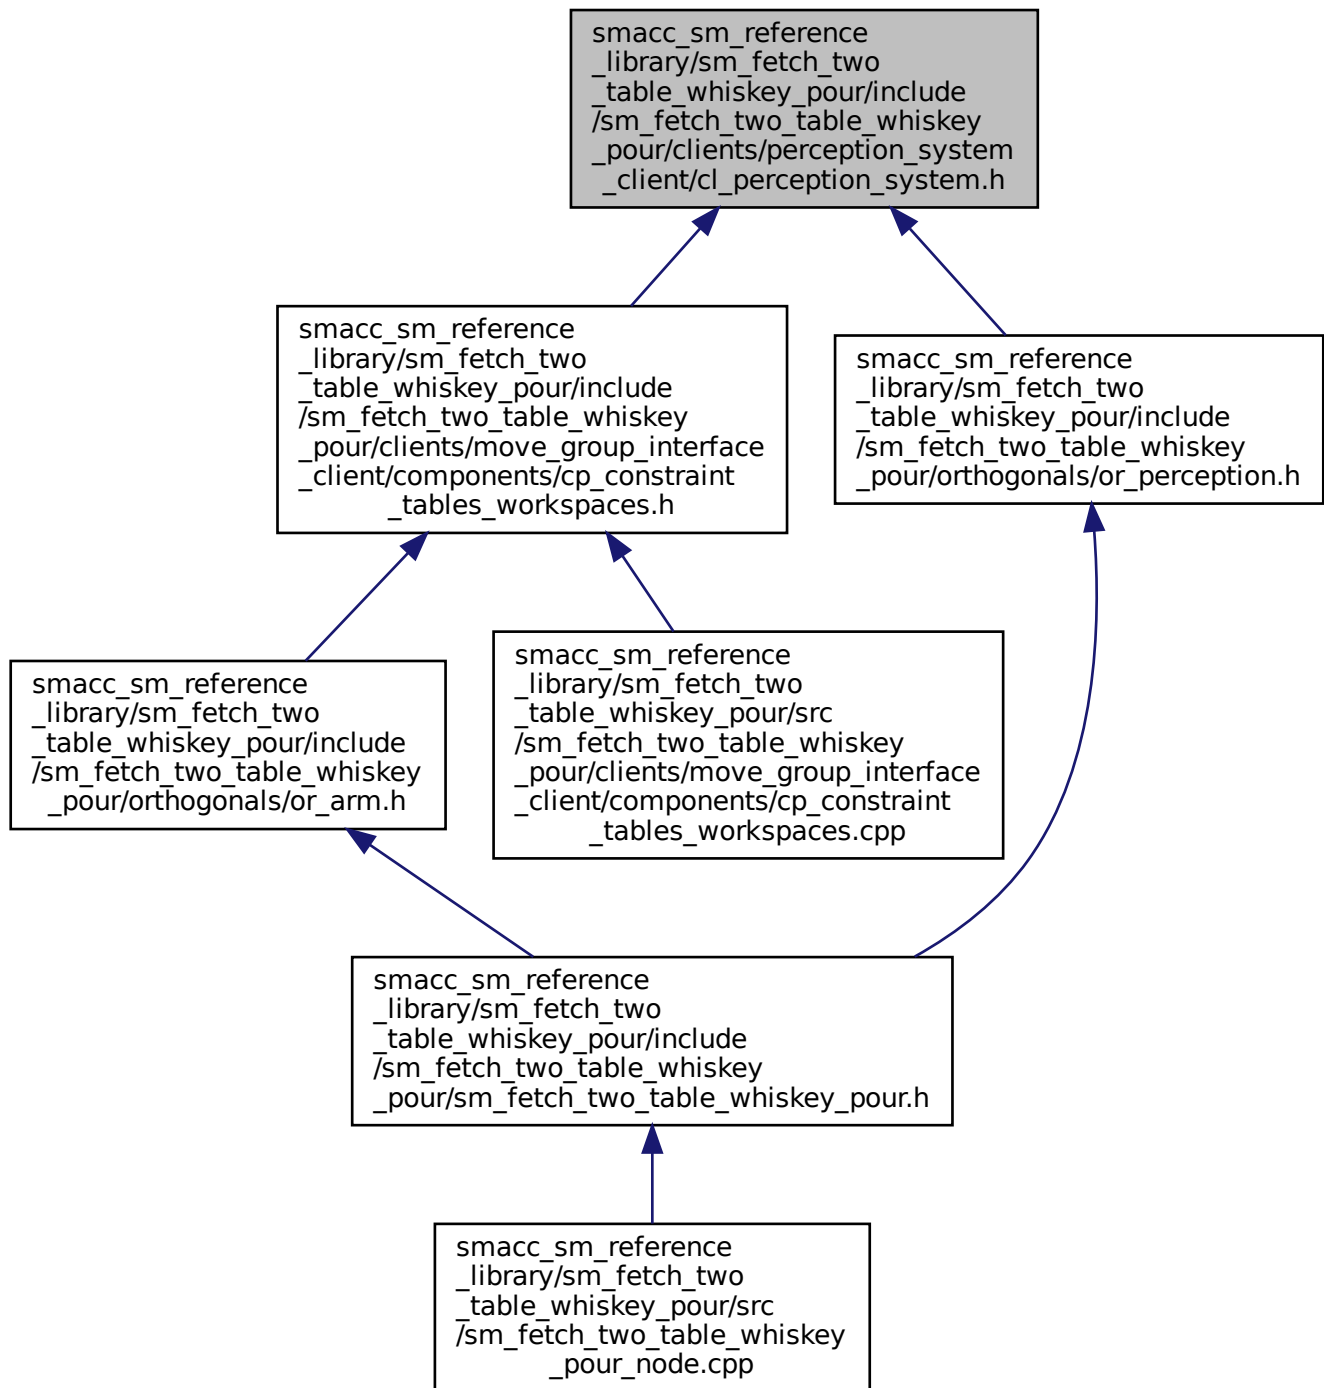 smacc_sm_reference
_library/sm_fetch_two
_table_whiskey_pour/include
/sm_fetch_two_table_whiskey
_pour/clients/perception_system
_client/cl_perception_system.h
smacc_sm_reference
_library/sm_fetch_two
_table_whiskey_pour/include
/sm_fetch_two_table_whiskey
_pour/clients/move_group_interface
_client/components/cp_constraint
_tables_workspaces.h
smacc_sm_reference
_library/sm_fetch_two
_table_whiskey_pour/include
/sm_fetch_two_table_whiskey
_pour/orthogonals/or_perception.h
smacc_sm_reference
_library/sm_fetch_two
_table_whiskey_pour/include
/sm_fetch_two_table_whiskey
_pour/orthogonals/or_arm.h
smacc_sm_reference
_library/sm_fetch_two
_table_whiskey_pour/src
/sm_fetch_two_table_whiskey
_pour/clients/move_group_interface
_client/components/cp_constraint
_tables_workspaces.cpp
smacc_sm_reference
_library/sm_fetch_two
_table_whiskey_pour/include
/sm_fetch_two_table_whiskey
_pour/sm_fetch_two_table_whiskey_pour.h
smacc_sm_reference
_library/sm_fetch_two
_table_whiskey_pour/src
/sm_fetch_two_table_whiskey
_pour_node.cpp